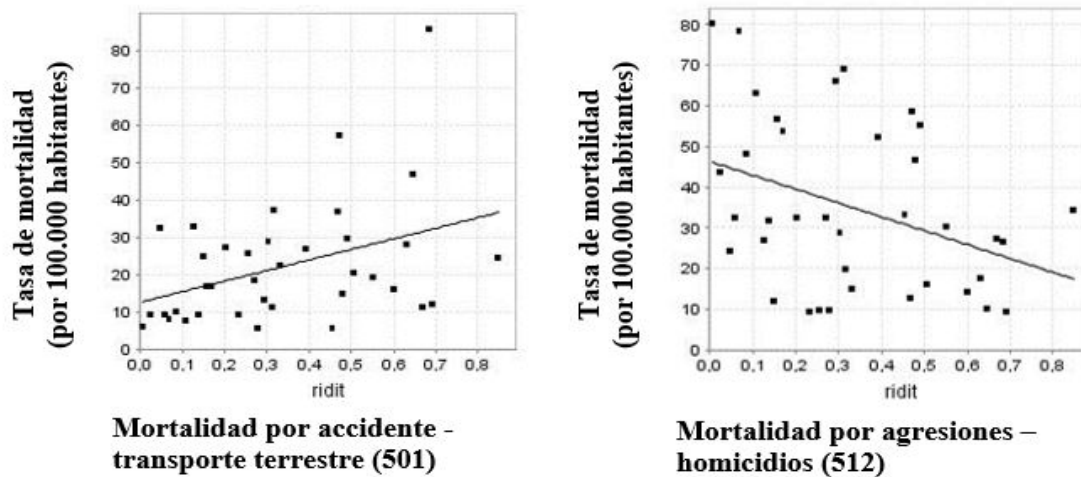 Tasa de mortalidad
(por 100.000 habitantes)
80
70
60
50
40
30
20
10
0
0,0 0,1 0,2 0,3 0,4 0,5 0,6 0,7 0,8
ridit
Mortalidad por accidente -
transporte terrestre (501)
Tasa de mortalidad
(por 100.000 habitantes)
80
70
60
50
40
30
20
10
0
0,0 0,1 0,2 0,3 0,4 0,5 0,6 0,7 0,8
ridit
Mortalidad por agresiones –
homicidios (512)